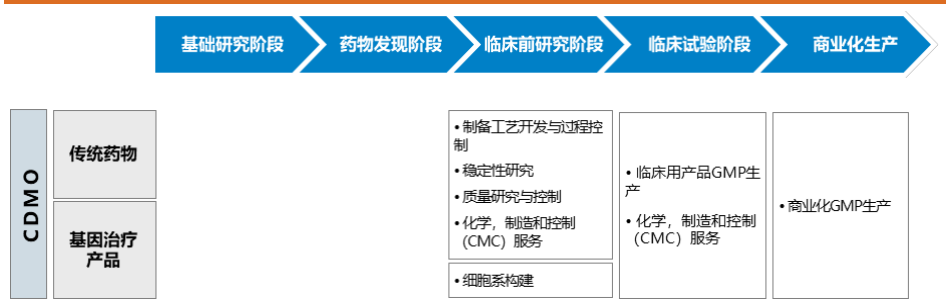 基础研究阶段
药物发现阶段
临床前研究阶段
临床试验阶段
商业化生产
CDMO
传统药物
基因治疗
产品
• 制备工艺开发与过程控
制
• 稳定性研究
• 质量研究与控制
• 化学，制造和控制
（CMC）服务
• 细胞系构建
• 临床用产品GMP生
产
• 化学，制造和控制
（CMC）服务
• 商业化GMP生产